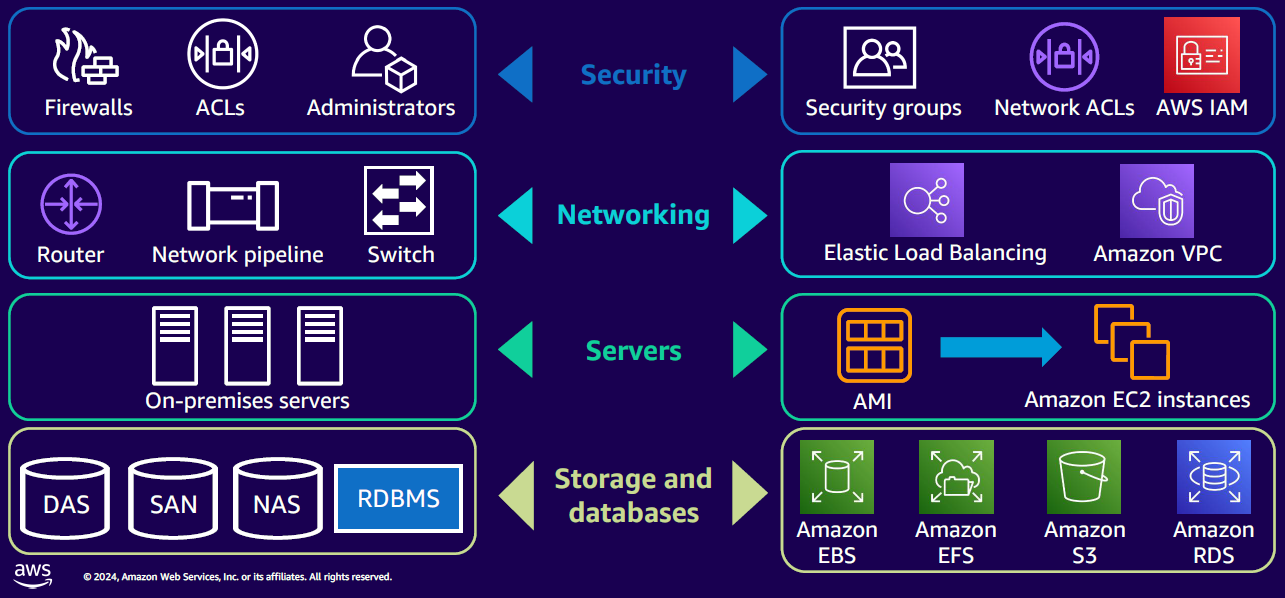 Firewalls
ACLs
Administrators
Security
Security groups
Network ACLs
AWS IAM
Router
Network pipeline
Switch
Networking
Elastic Load Balancing
Amazon VPC
On-premises servers
Servers
AMI
Amazon EC2 instances
DAS
SAN
NAS
RDBMS
Storage and
databases
Amazon
EBS
Amazon
EFS
Amazon
S3
Amazon
RDS
aws
© 2024, Amazon Web Services, Inc. or its affiliates. All rights reserved.